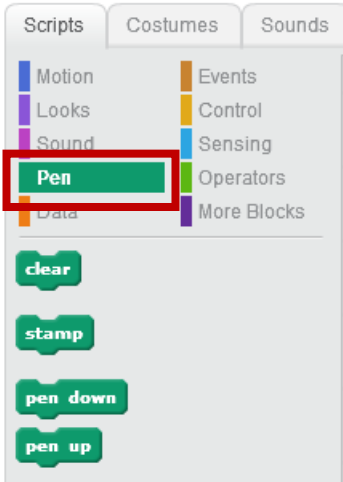 Scripts Costumes Sounds
Motion Events
Looks Control
Sound Sensing
Pen Operators
Data More Blocks
clear
stamp
pen down
pen up